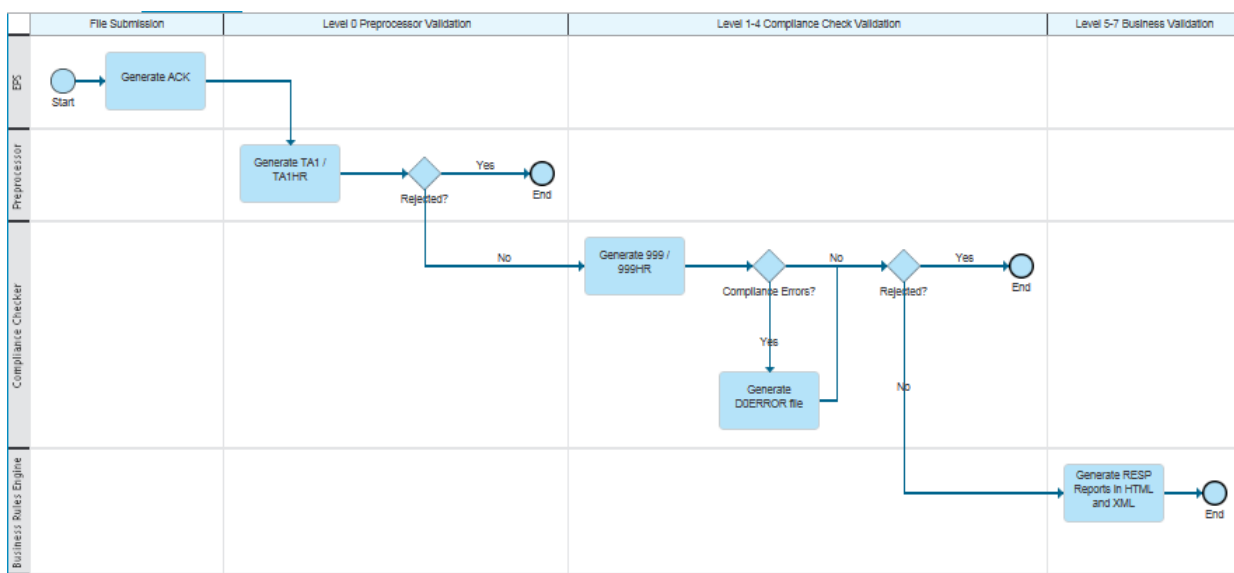 File Submission
Level 0 Preprocessor Validation
Level 1-4 Compliance Check Validation
Level 5-7 Business Validation
EPS
Start
Generate ACK
Preprocessor
Generate TA1 /
TA1HR
Rejected?
Yes
End
No
Compliance Checker
Generate 999 /
999HR
Compliance Errors?
No
Rejected?
Yes
End
Yes
Generate
D0ERROR file
No
Business Rules Engine
Generate RESP
Reports in HTML
and XML
End